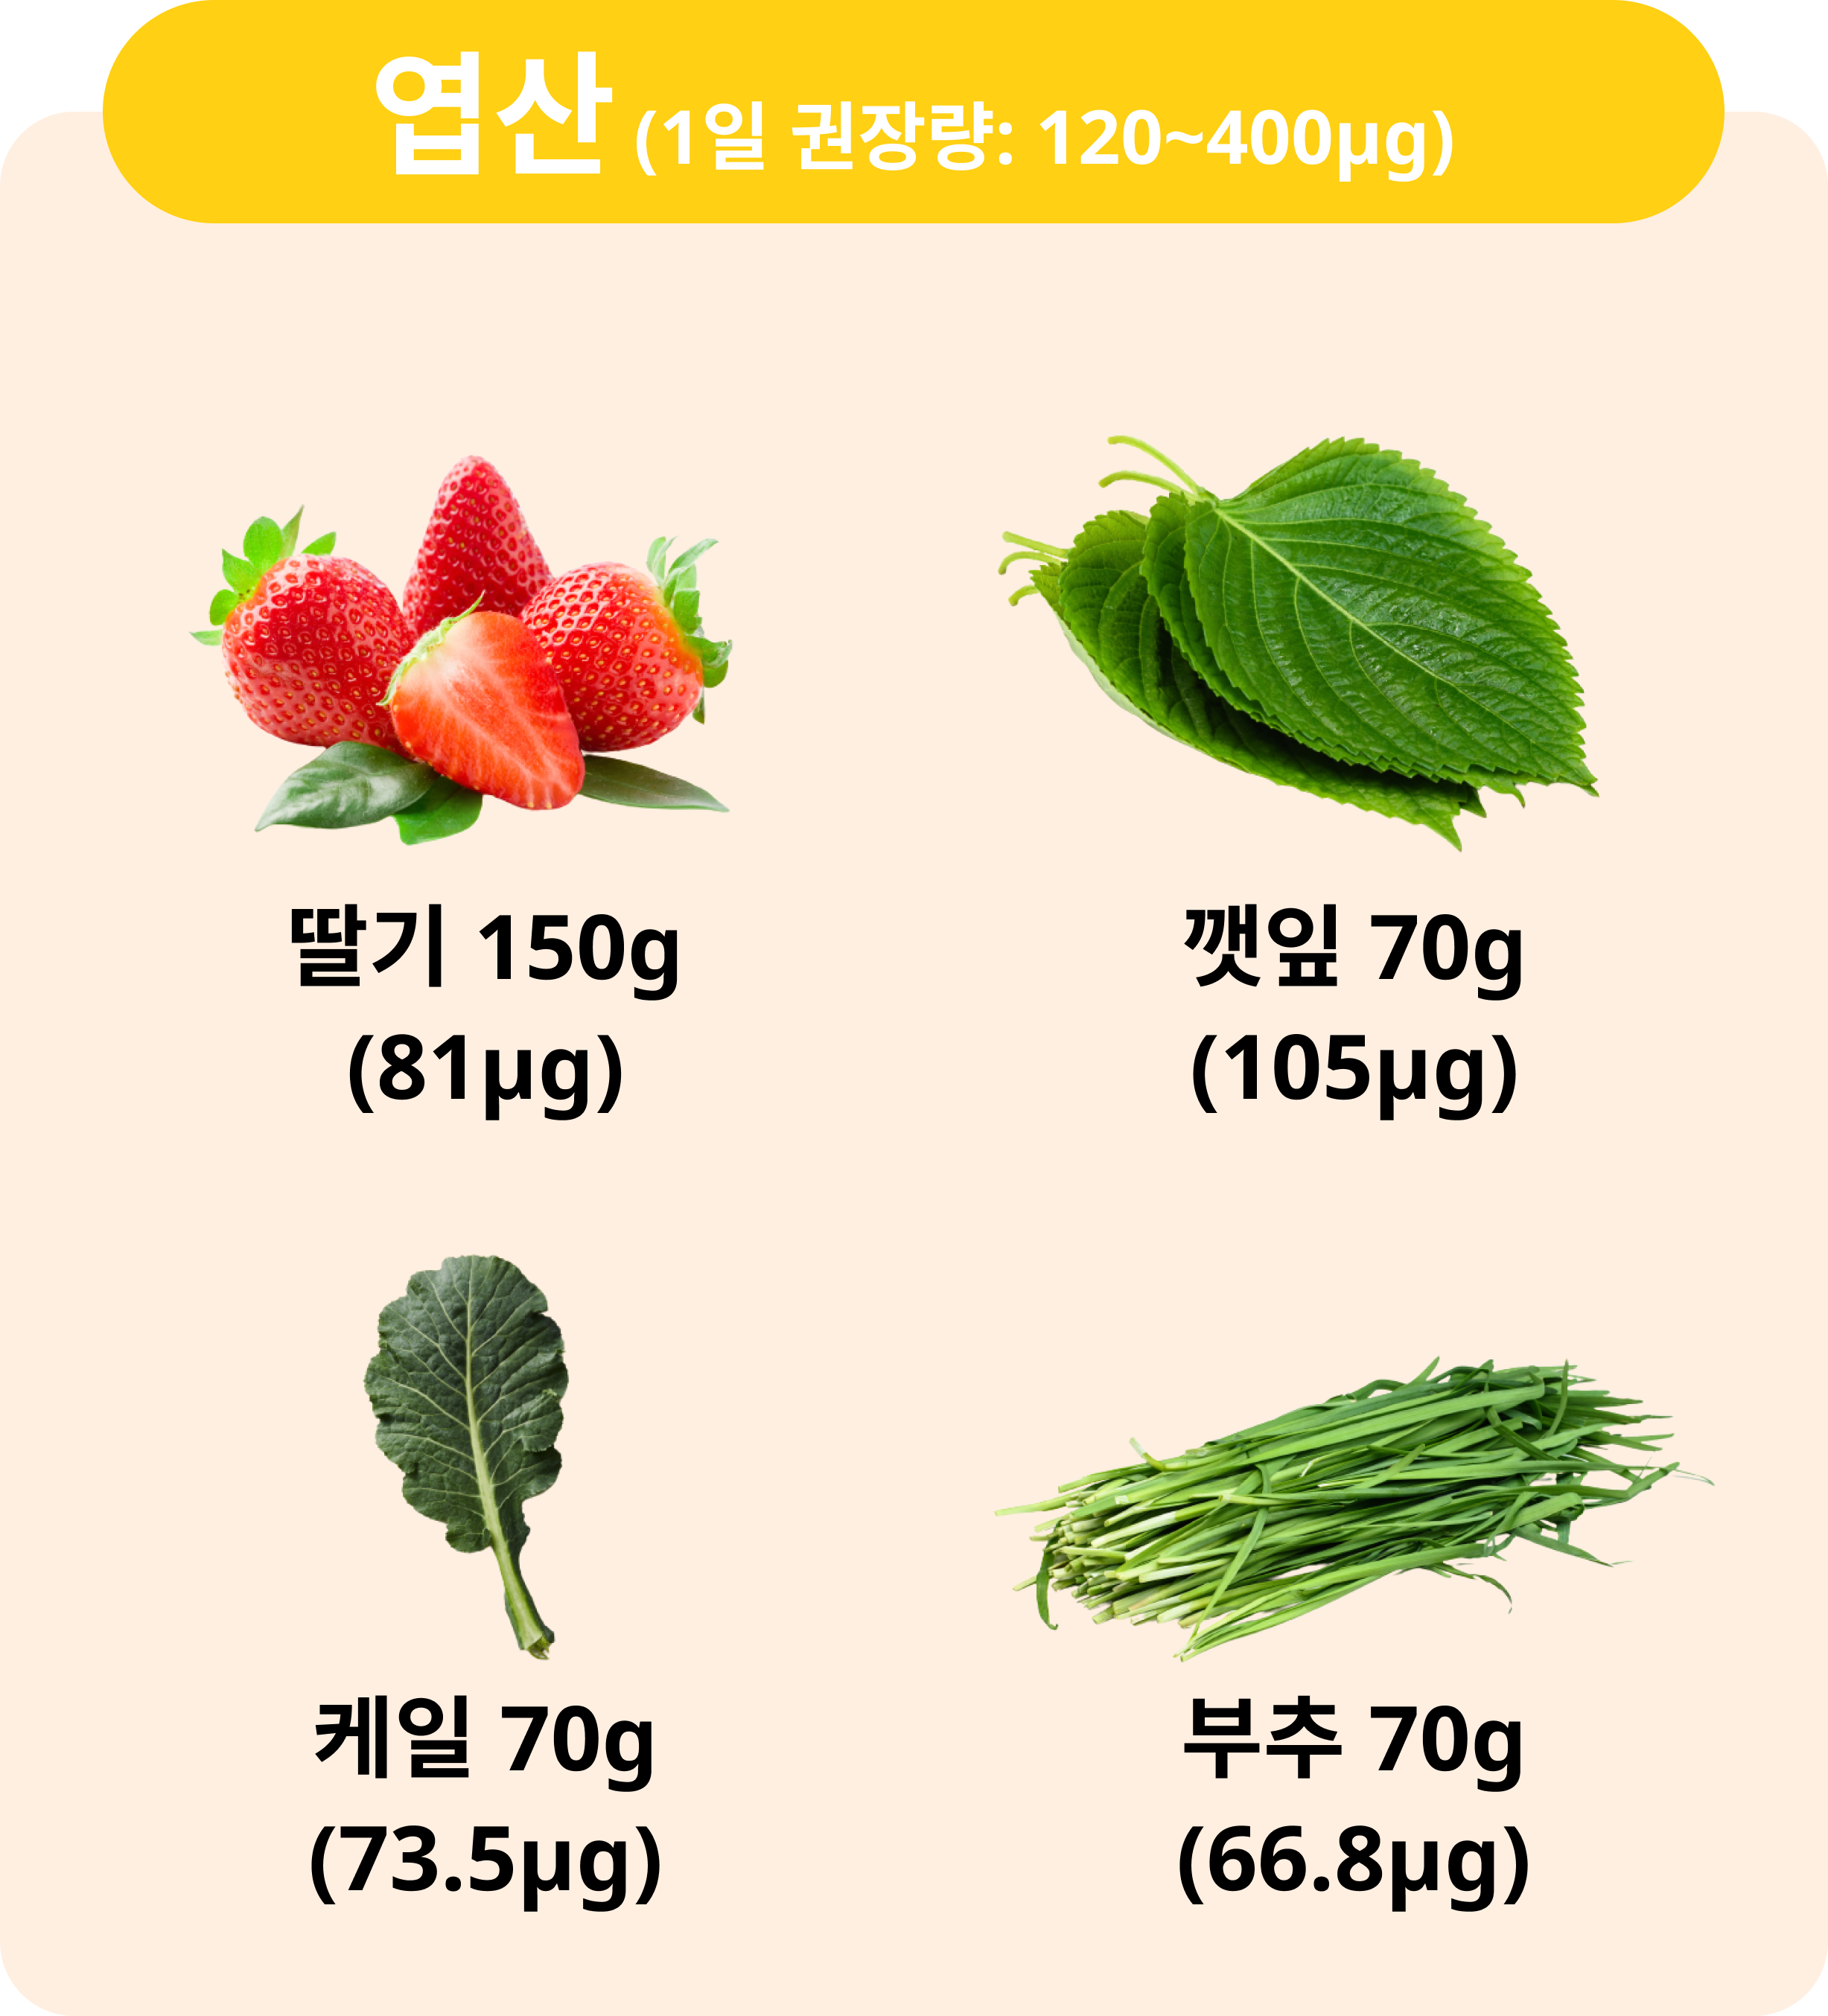 엽산 (1일 권장량: 120~400μg)
딸기 150g
(81μg)
깻잎 70g
(105μg)
케일 70g
(73.5μg)
부추 70g
(66.8μg)